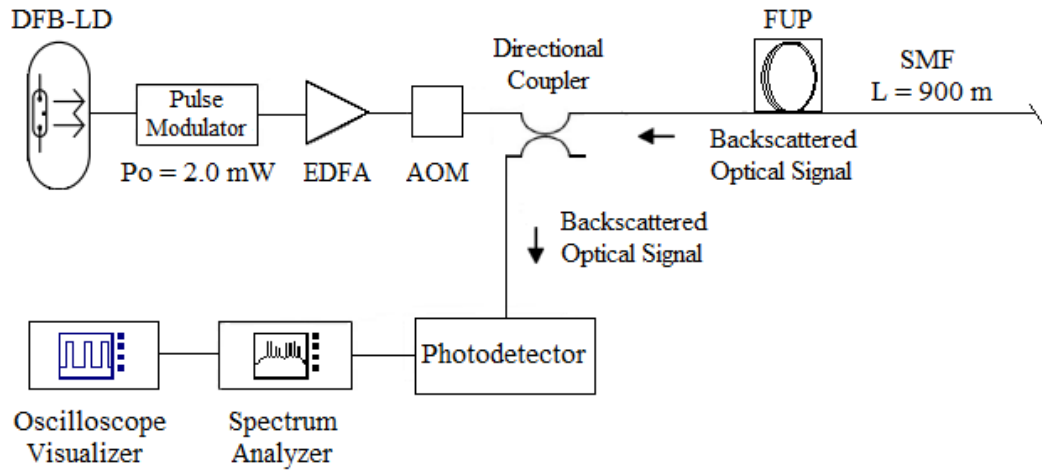 DFB-LD
Pulse
Modulator
Po = 2.0 mW
EDFA
AOM
Directional
Coupler
FUP
SMF
L = 900 m
Backscattered
Optical Signal
Backscattered
Optical Signal
Photodetector
Oscilloscope
Visualizer
Spectrum
Analyzer